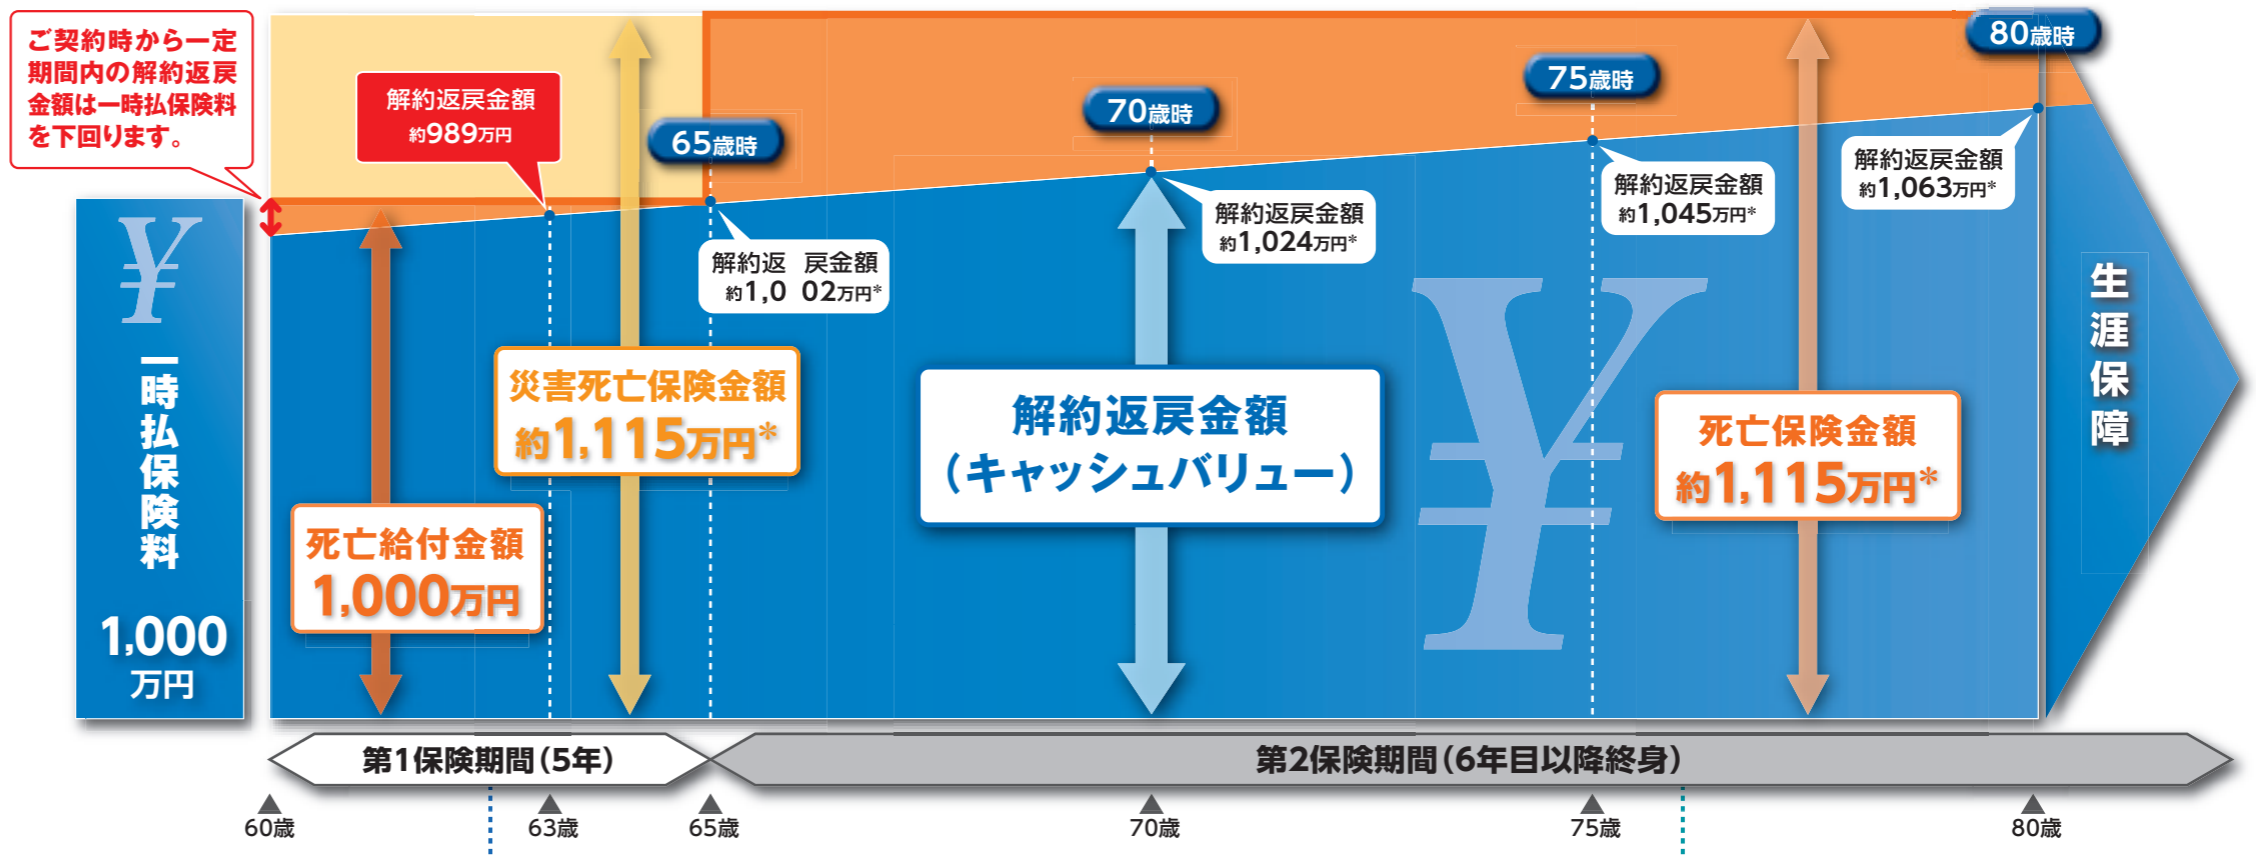 ご契約時から一定
期間内の解約返戻
金額は一時払保険料
を下回ります。
¥
一時払保険料
1,000
万円
解約返戻金額
約989万円
65歳時
解約返 戻金額
約1,0 02万円*
70歳時
解約返戻金額
約1,024万円*
75歳時
解約返戻金額
約1,045万円*
80歳時
解約返戻金額
約1,063万円*
死亡給付金額
1,000万円
災害死亡保険金額
約1,115万円*
解約返戻金額
（キャッシュバリュー）
¥
死亡保険金額
約1,115万円*
生涯保障
第1保険期間（5年）
第2保険期間（6年目以降終身）
60歳
63歳
65歳
70歳
75歳
80歳